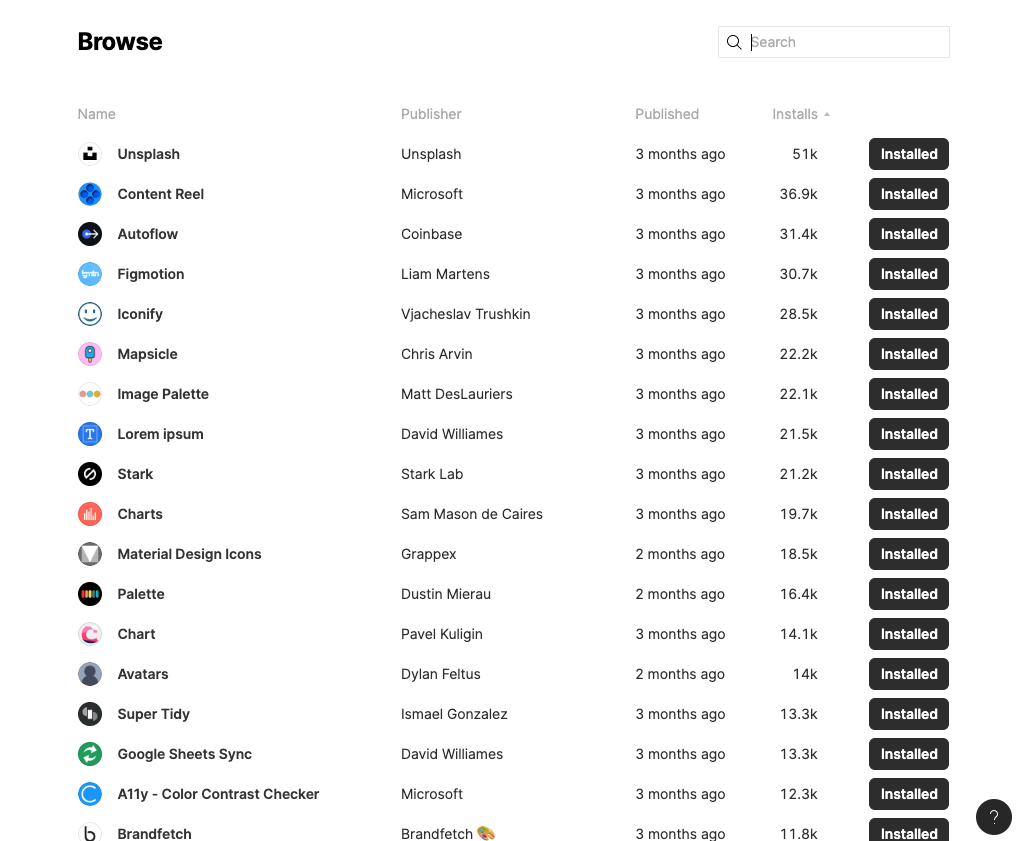 Browse
Search
Name Publisher Published Installs
Unsplash Unsplash 3 months ago 51k Installed
Content Reel Microsoft 3 months ago 36.9k Installed
Autoflow Coinbase 3 months ago 31.4k Installed
Figmotion Liam Martens 3 months ago 30.7k Installed
Iconify Vjacheslav Trushkin 3 months ago 28.5k Installed
Mapsicle Chris Arvin 3 months ago 22.2k Installed
Image Palette Matt DesLauriers 3 months ago 22.1k Installed
T Lorem ipsum David Williames 3 months ago 21.5k Installed
Stark Stark Lab 3 months ago 21.2k Installed
Charts Sam Mason de Caires 3 months ago 19.7k Installed
Material Design Icons Grappex 2 months ago 18.5k Installed
Palette Dustin Mierau 2 months ago 16.4k Installed
Chart Pavel Kuligin 3 months ago 14.1k Installed
Avatars Dylan Feltus 2 months ago 14k Installed
Super Tidy Ismael Gonzalez 3 months ago 13.3k Installed
Google Sheets Sync David Williames 3 months ago 13.3k Installed
A11y - Color Contrast Checker Microsoft 3 months ago 12.3k Installed
b Brandfetch Brandfetch 🎨 3 months ago 11.8k Installed
?